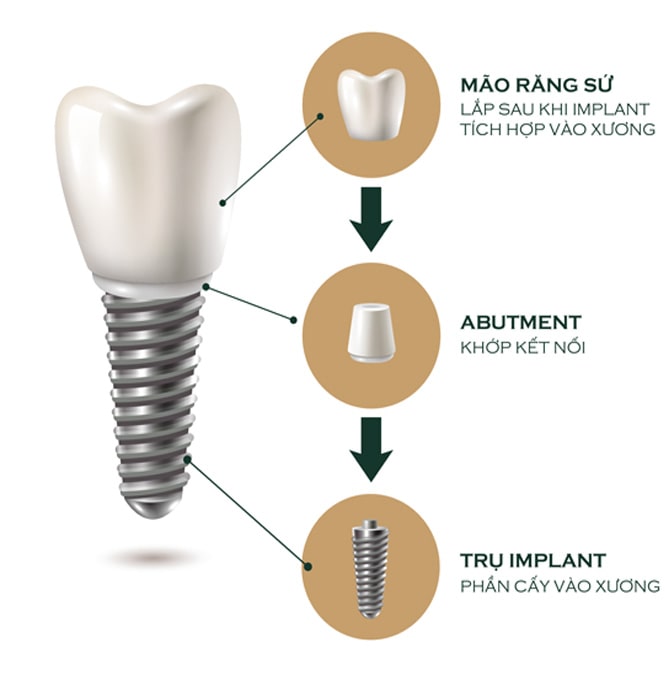 MÃO RĂNG SỨ
LẮP SAU KHI IMPLANT
TÍCH HỢP VÀO XƯƠNG
ABUTMENT
KHỚP KẾT NỐI
TRỤ IMPLANT
PHẦN CẤY VÀO XƯƠNG